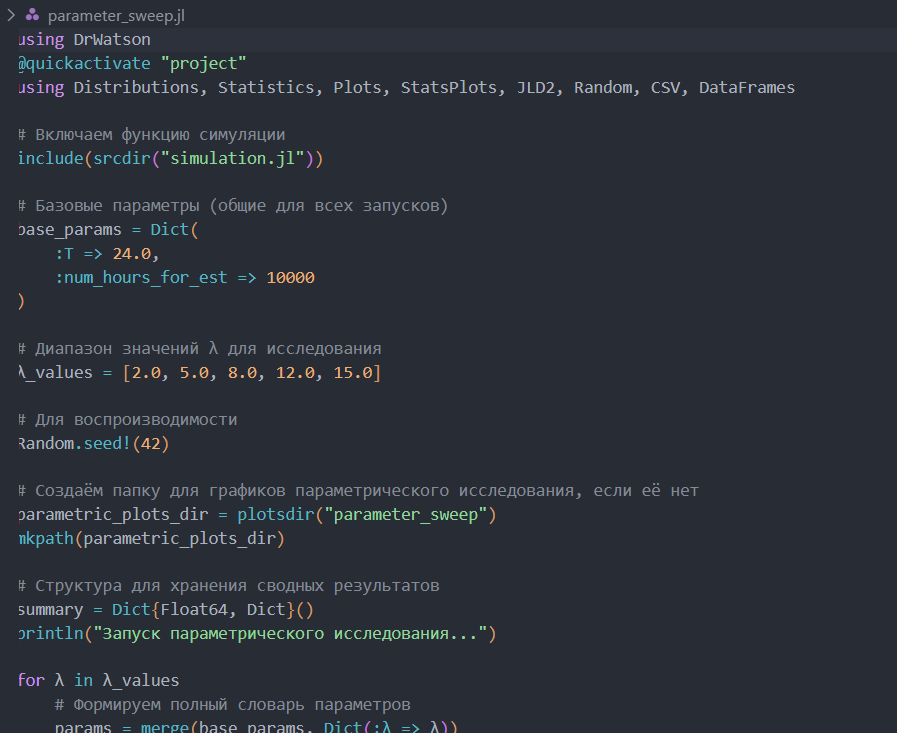 parameter_sweep.jl
using DrWatson
@quickactivate "project"
using Distributions, Statistics, Plots, StatsPlots, JLD2, Random, CSV, DataFrames
# Включаем функцию симуляции
include(srcdir("simulation.jl"))
# Базовые параметры (общие для всех запусков)
base_params = Dict(
    :T => 24.0,
    :num_hours_for_est => 10000
)
# Диапазон значений λ для исследования
λ_values = [2.0, 5.0, 8.0, 12.0, 15.0]
# Для воспроизводимости
Random.seed!(42)
# Создаём папку для графиков параметрического исследования, если её нет
parametric_plots_dir = plotsdir("parameter_sweep")
mkpath(parametric_plots_dir)
# Структура для хранения сводных результатов
summary = Dict{Float64, Dict}()
println("Запуск параметрического исследования...")
for λ in λ_values
    # Формируем полный словарь параметров
    params = merge(base_params, Dict(:λ => λ))